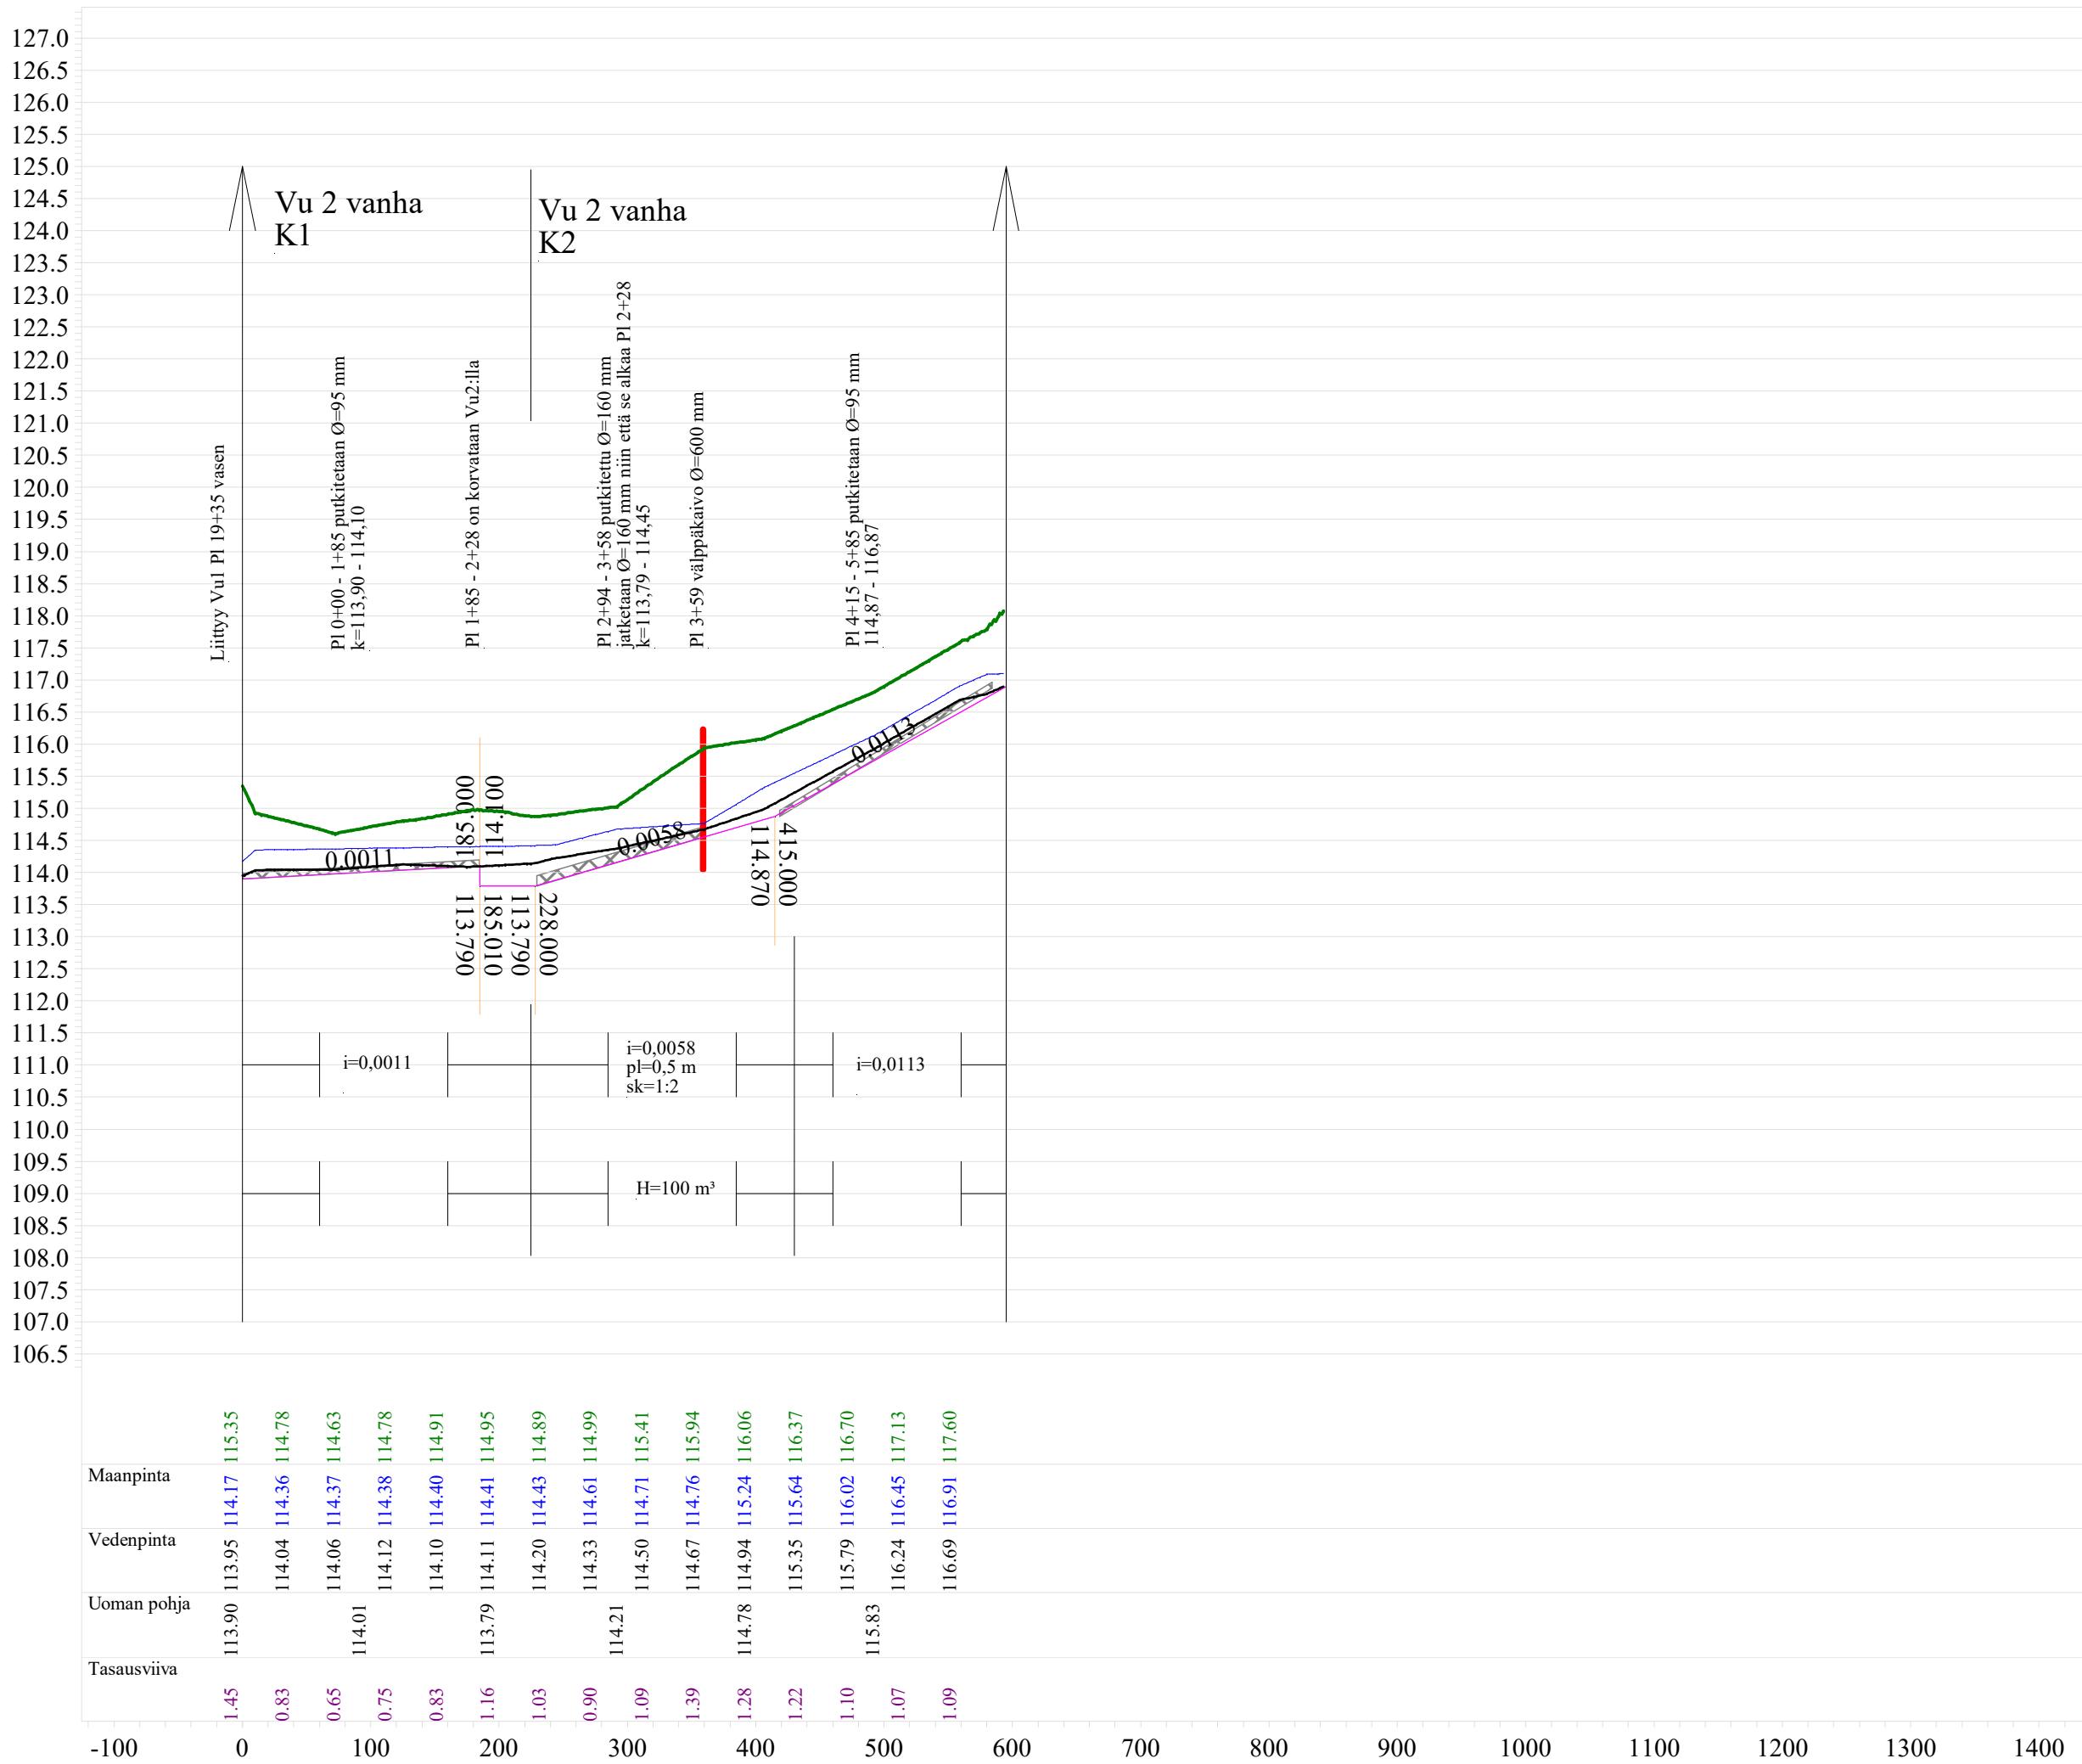 127.0
126.5
126.0
125.5
125.0
124.5
124.0
123.5
123.0
122.5
122.0
121.5
121.0
120.5
120.0
119.5
119.0
118.5
118.0
117.5
117.0
116.5
116.0
115.5
115.0
114.5
114.0
113.5
113.0
112.5
112.0
111.5
111.0
110.5
110.0
109.5
109.0
108.5
108.0
107.5
107.0
106.5
Vu 2 vanha
K1
Vu 2 vanha
K2
Liittyy Vu1 Pl 19+35 vasen
Pl 0+00 - 1+85 putkitetaan Ø=95 mm
k=113,90 - 114,10
Pl 1+85 - 2+28 on korvataan Vu2:lla
Pl 2+94 - 3+58 putkitettu Ø=160 mm
jatketaan Ø=160 mm niin että se alkaa Pl 2+28
k=113,79 - 114,45
Pl 3+59 välppäkaivo Ø=600 mm
Pl 4+15 - 5+85 putkitetaan Ø=95 mm
114,87 - 116,87
0.0011
185.000
114.100
0.0058
0.0113
113.790
185.010
113.790
228.000
114.870
415.000
i=0,0011
i=0,0058
pl=0,5 m
sk=1:2
i=0,0113
H=100 m³
115.35 114.78 114.63 114.78 114.91 114.95 114.89 114.99 115.41 115.94 116.06 116.37 116.70 117.13 117.60
Maanpinta
114.17 114.36 114.37 114.38 114.40 114.41 114.43 114.61 114.71 114.76 115.24 115.64 116.02 116.45 116.91
Vedenpinta
113.95 114.04 114.06 114.12 114.10 114.11 114.20 114.33 114.50 114.67 114.94 115.35 115.79 116.24 116.69
Uoman pohja
113.90 114.01 113.79 114.21 114.78 115.83
Tasausviiva
1.45 0.83 0.65 0.75 0.83 1.16 1.03 0.90 1.09 1.39 1.28 1.22 1.10 1.07 1.09
-100 0 100 200 300 400 500 600 700 800 900 1000 1100 1200 1300 1400